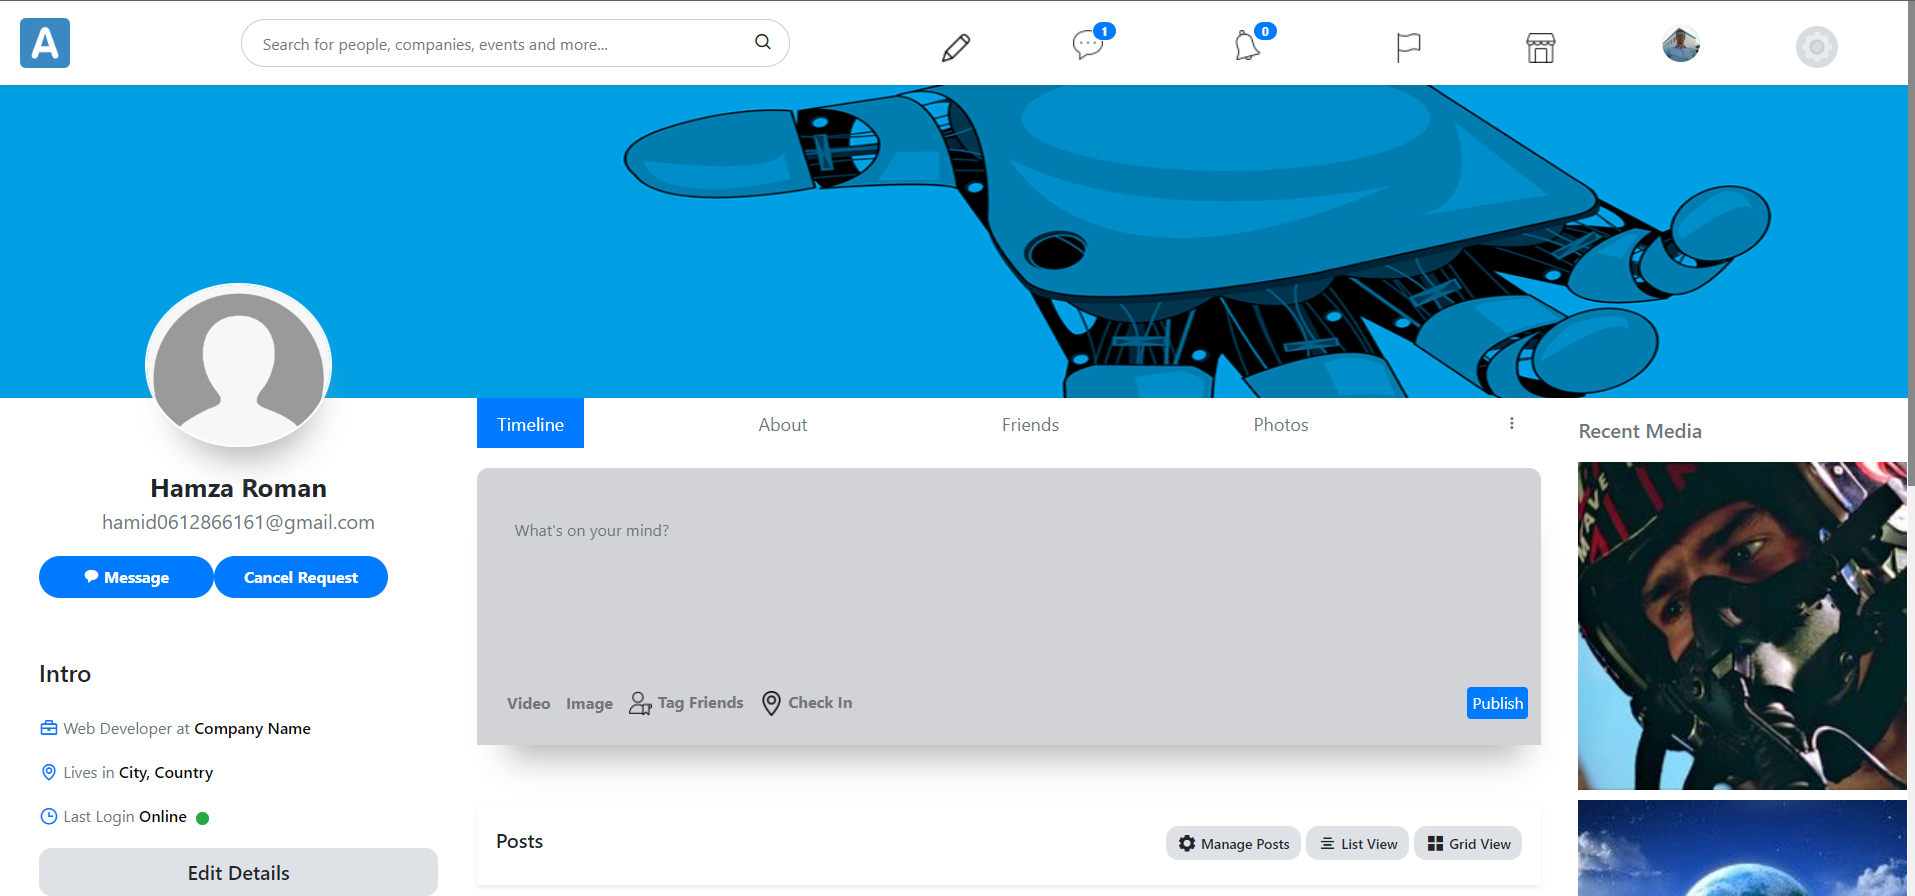 A
Search for people, companies, events and more...
1
0
Timeline
About
Friends
Photos
Recent Media
Hamza Roman
hamid0612866161@gmail.com
Message
Cancel Request
What's on your mind?
Intro
Video
Image
Tag Friends
Check In
Publish
Web Developer at Company Name
Lives in City, Country
Last Login Online
Edit Details
Posts
Manage Posts
List View
Grid View